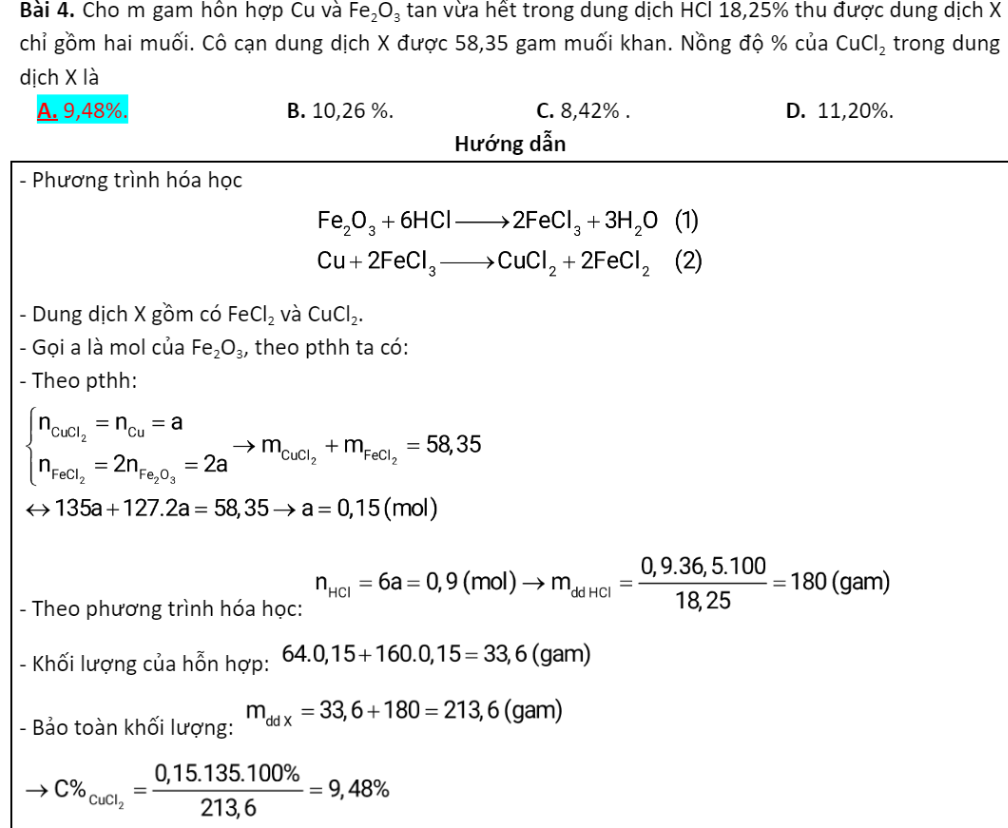 Bài 4. Cho m gam hỗn hợp Cu và Fe₂O₃ tan vừa hết trong dung dịch HCl 18,25% thu được dung dịch X
chỉ gồm hai muối. Cô cạn dung dịch X được 58,35 gam muối khan. Nồng độ % của CuCl₂ trong dung
dịch X là
A. 9,48%. B. 10,26 %. C. 8,42% . D. 11,20%.
Hướng dẫn
- Phương trình hóa học
Fe₂O₃ + 6HCl ⟶ 2FeCl₃ + 3H₂O (1)
Cu + 2FeCl₃ ⟶ CuCl₂ + 2FeCl₂ (2)
- Dung dịch X gồm có FeCl₂ và CuCl₂.
- Gọi a là mol của Fe₂O₃, theo pthh ta có:
- Theo pthh:
{ n_CuCl₂ = n_Cu = a
n_FeCl₂ = 2n_Fe₂O₃ = 2a → m_CuCl₂ + m_FeCl₂ = 58,35
↔ 135a + 127.2a = 58,35 → a = 0,15 (mol)
- Theo phương trình hóa học: n_HCl = 6a = 0,9 (mol) → m_dd HCl = 0,9.36,5.100 / 18,25 = 180 (gam)
- Khối lượng của hỗn hợp: 64.0,15 + 160.0,15 = 33,6 (gam)
- Bảo toàn khối lượng: m_dd X = 33,6 + 180 = 213,6 (gam)
→ C%_CuCl₂ = 0,15.135.100% / 213,6 = 9,48%